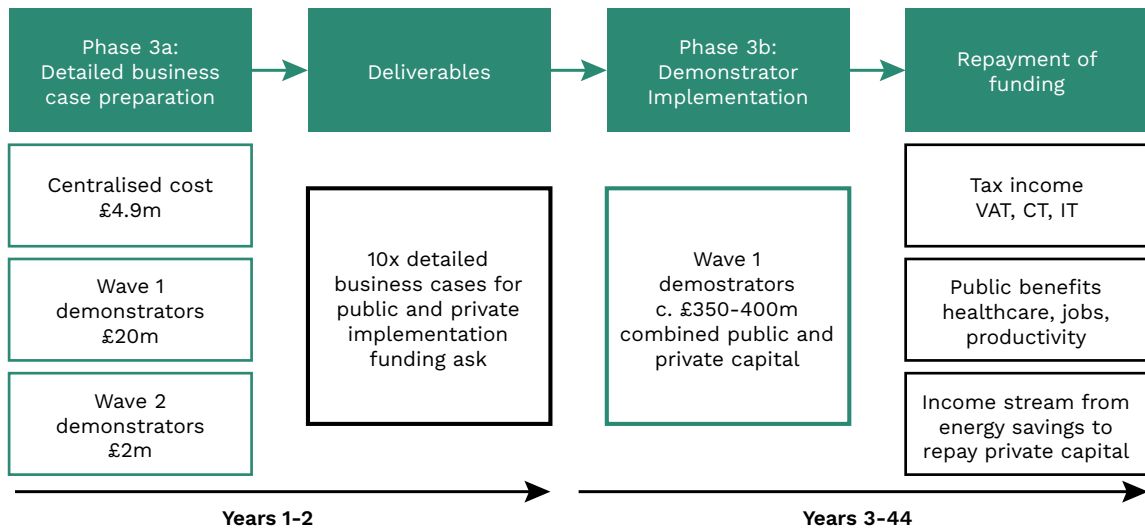 Phase 3a:
Detailed business
case preparation
Deliverables
Phase 3b:
Demonstrator
Implementation
Repayment of
funding
Centralised cost
£4.9m
Wave 1
demonstrators
£20m
Wave 2
demonstrators
£2m
10x detailed
business cases for
public and private
implementation
funding ask
Wave 1
demostrators
c. £350-400m
combined public and
private capital
Tax income
VAT, CT, IT
Public benefits
healthcare, jobs,
productivity
Income stream from
energy savings to
repay private capital
Years 1-2
Years 3-44